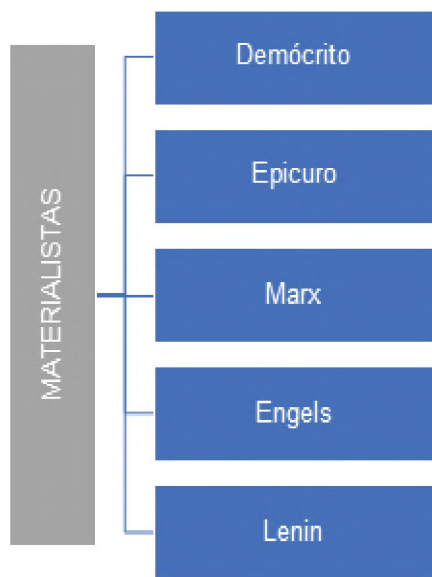 MATERIALISTAS
Demócrito
Epicuro
Marx
Engels
Lenin